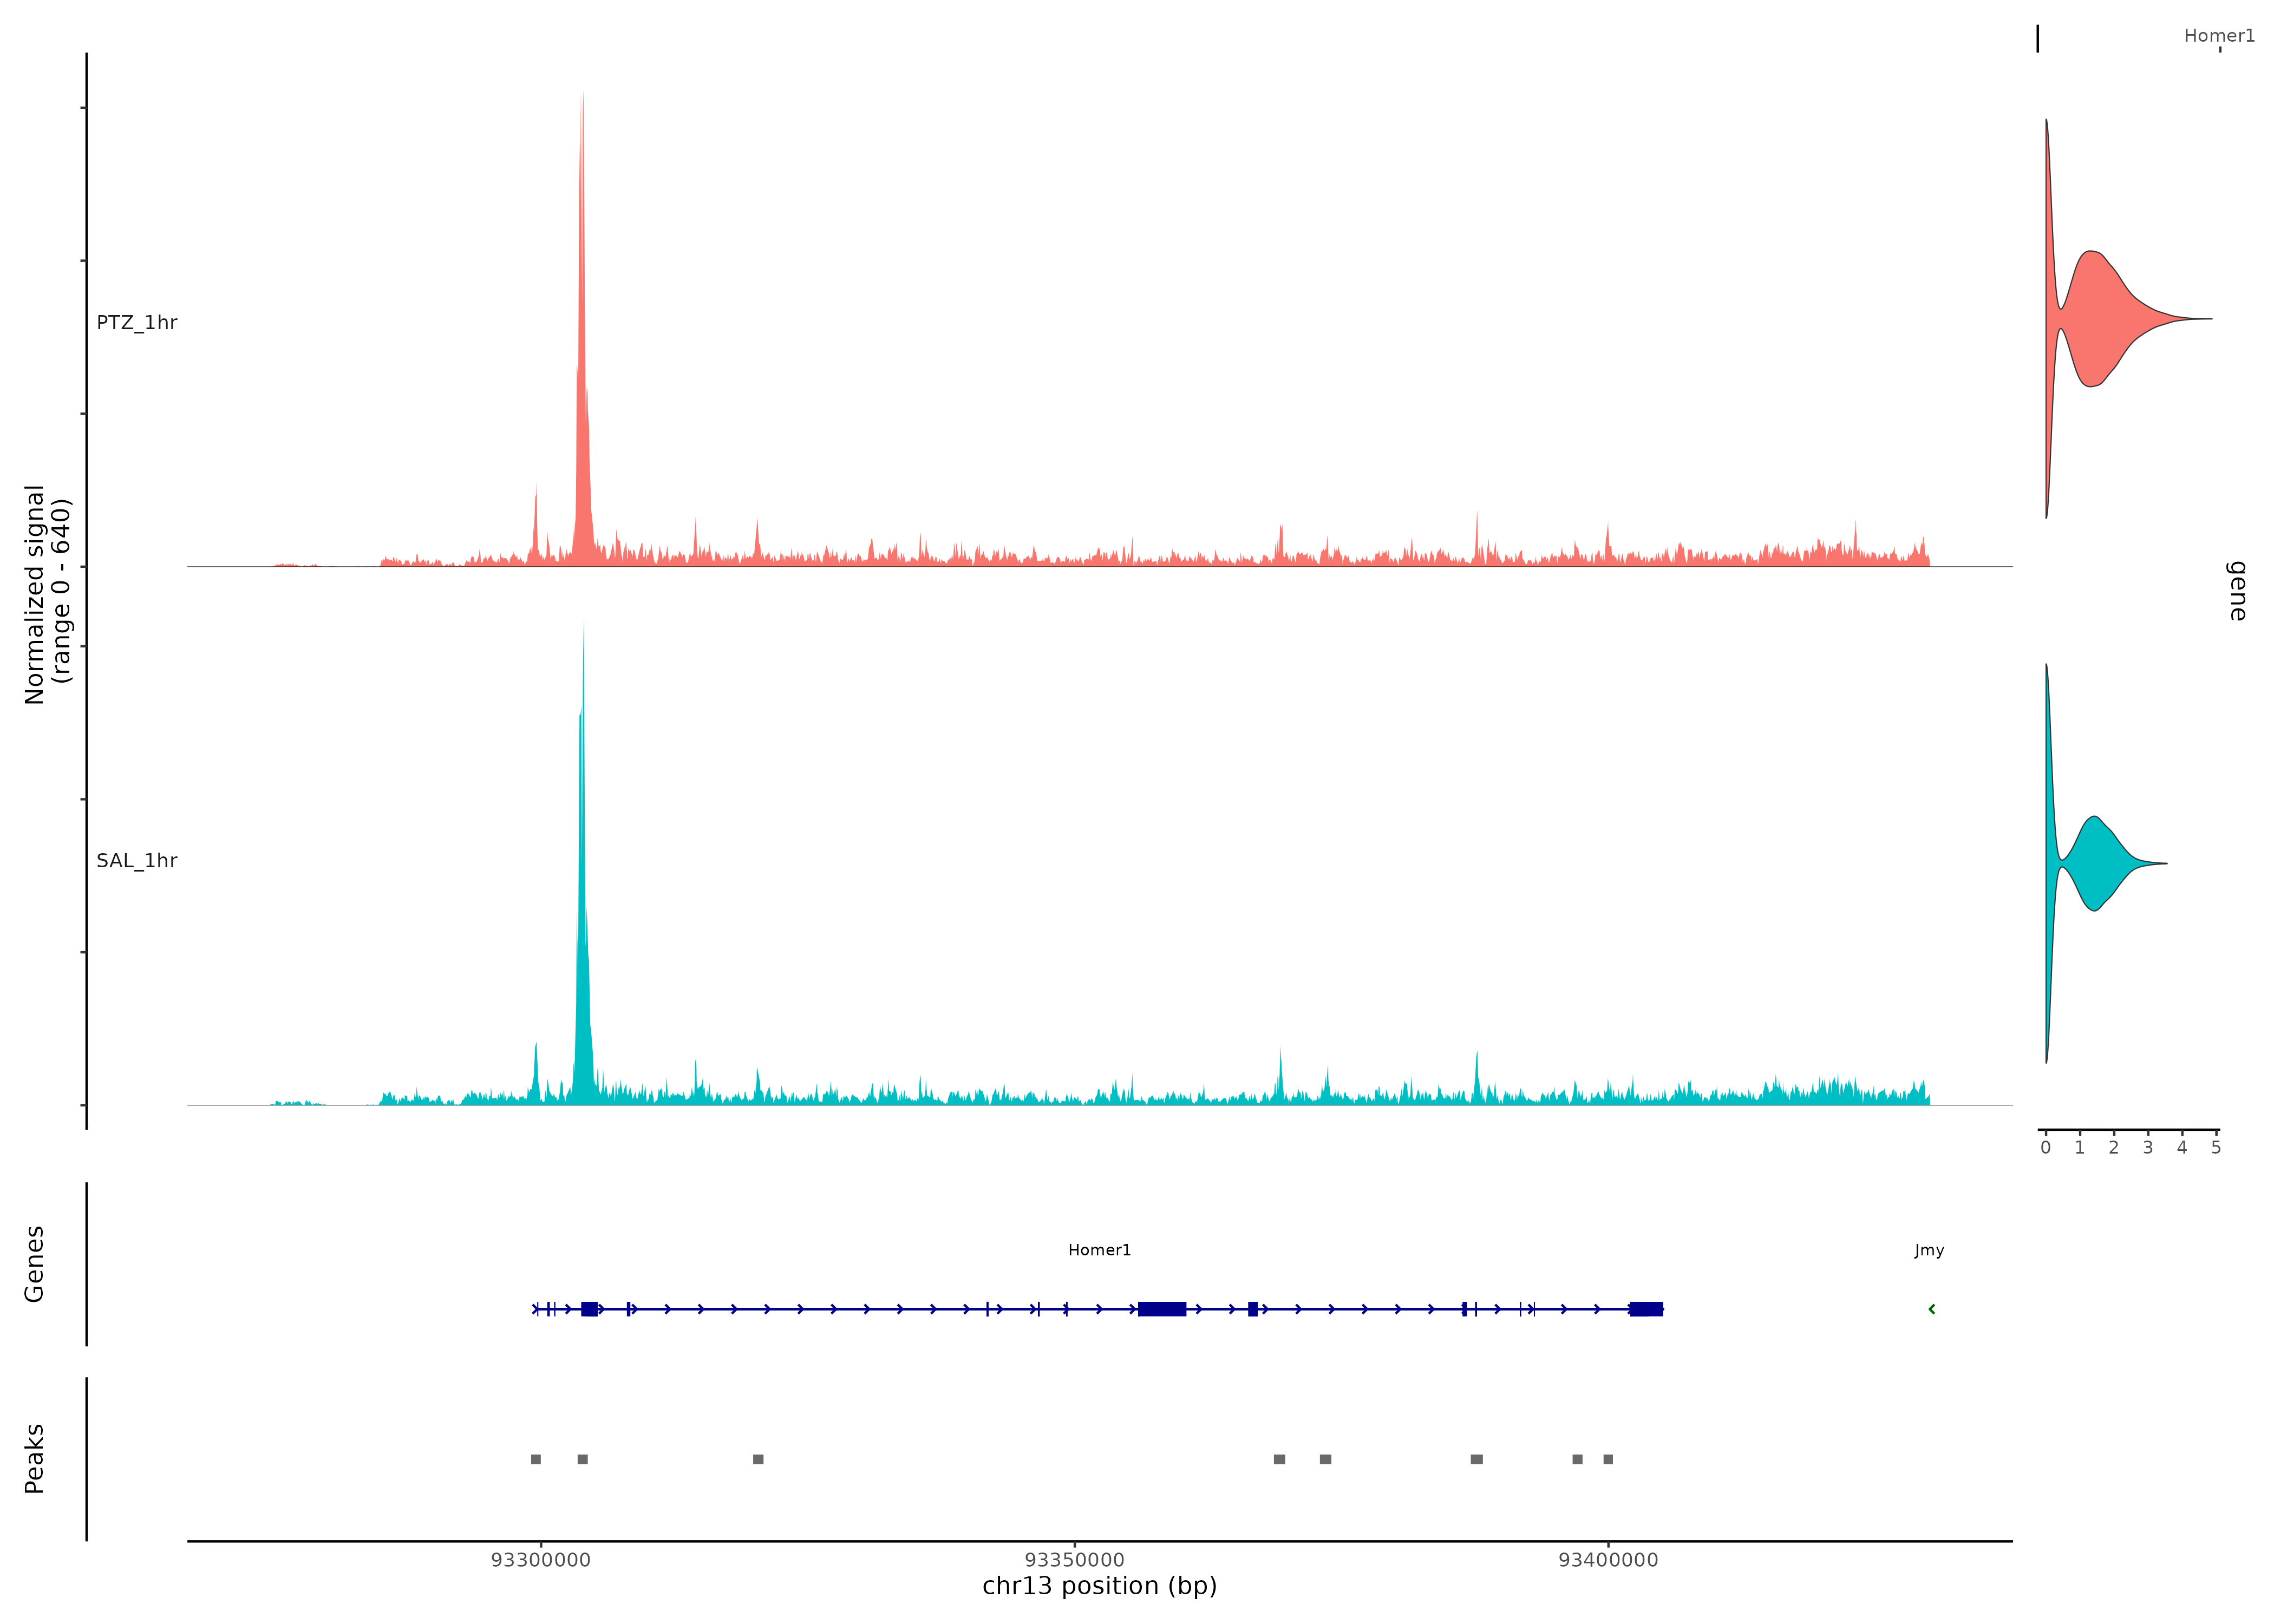 Homer1
PTZ_1hr
Normalized signal
(range 0 - 640)
gene
SAL_1hr
0 1 2 3 4 5
Genes
Homer1
Jmy
Peaks
93300000 93350000 93400000
chr13 position (bp)